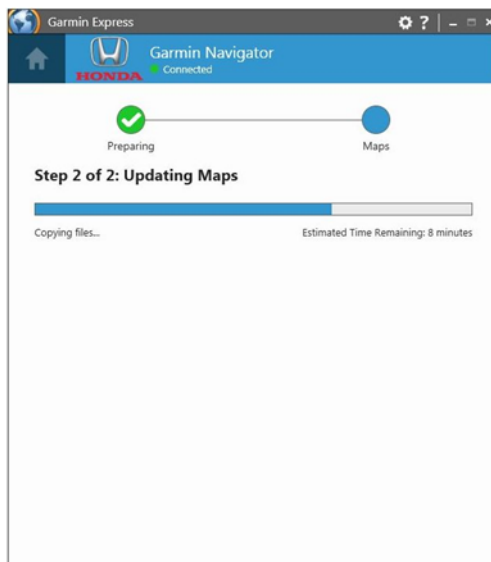 Garmin Express
?
Garmin Navigator
Connected
HONDA
Preparing
Maps
Step 2 of 2: Updating Maps
Copying files...
Estimated Time Remaining: 8 minutes